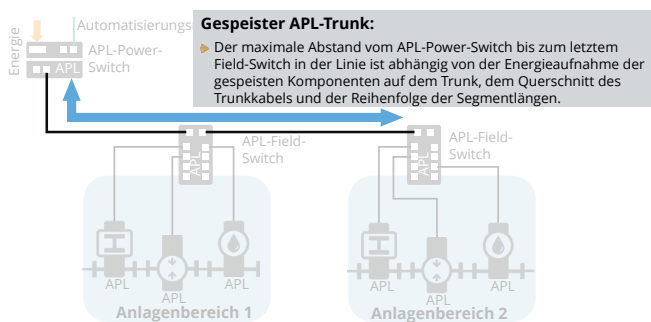 Energie
Automatisierungs
Gespeister APL-Trunk:
Der maximale Abstand vom APL-Power-Switch bis zum letztem
Field-Switch in der Linie ist abhängig von der Energieaufnahme der
gespeisten Komponenten auf dem Trunk, dem Querschnitt des
Trunkkabels und der Reihenfolge der Segmentlängen.
APL-Power-
Switch
APL
APL-Field-
Switch
APL
APL-Field-
Switch
APL
APL
APL
APL
Anlagenbereich 1
APL
APL
APL
Anlagenbereich 2